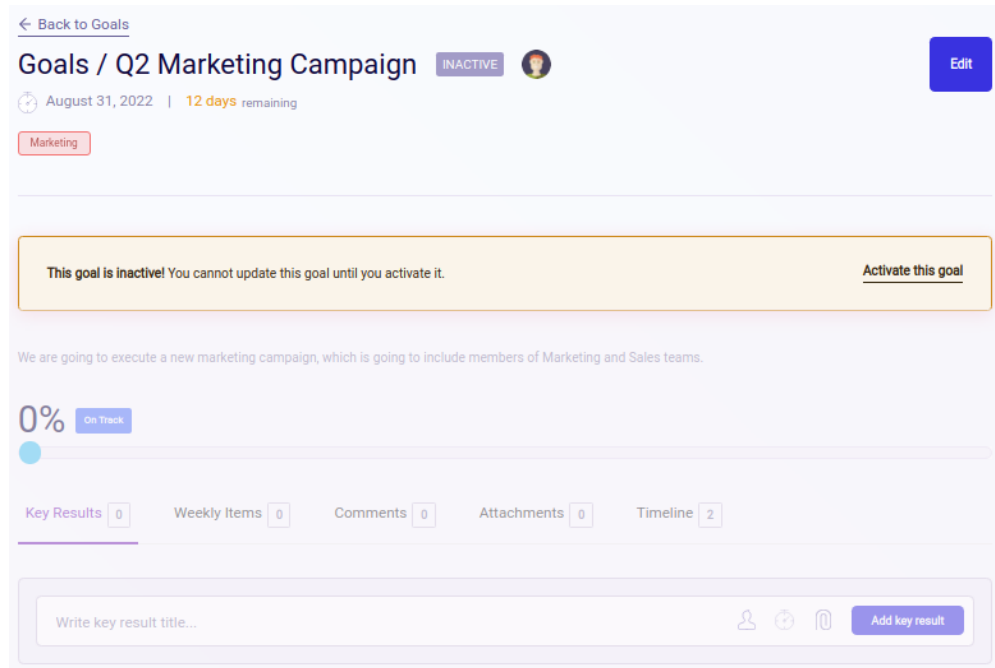 ← Back to Goals
Goals / Q2 Marketing Campaign INACTIVE
Edit
August 31, 2022 | 12 days remaining
Marketing
This goal is inactive! You cannot update this goal until you activate it. Activate this goal
We are going to execute a new marketing campaign, which is going to include members of Marketing and Sales teams.
0% On Track
Key Results 0 Weekly Items 0 Comments 0 Attachments 0 Timeline 2
Write key result title... Add key result